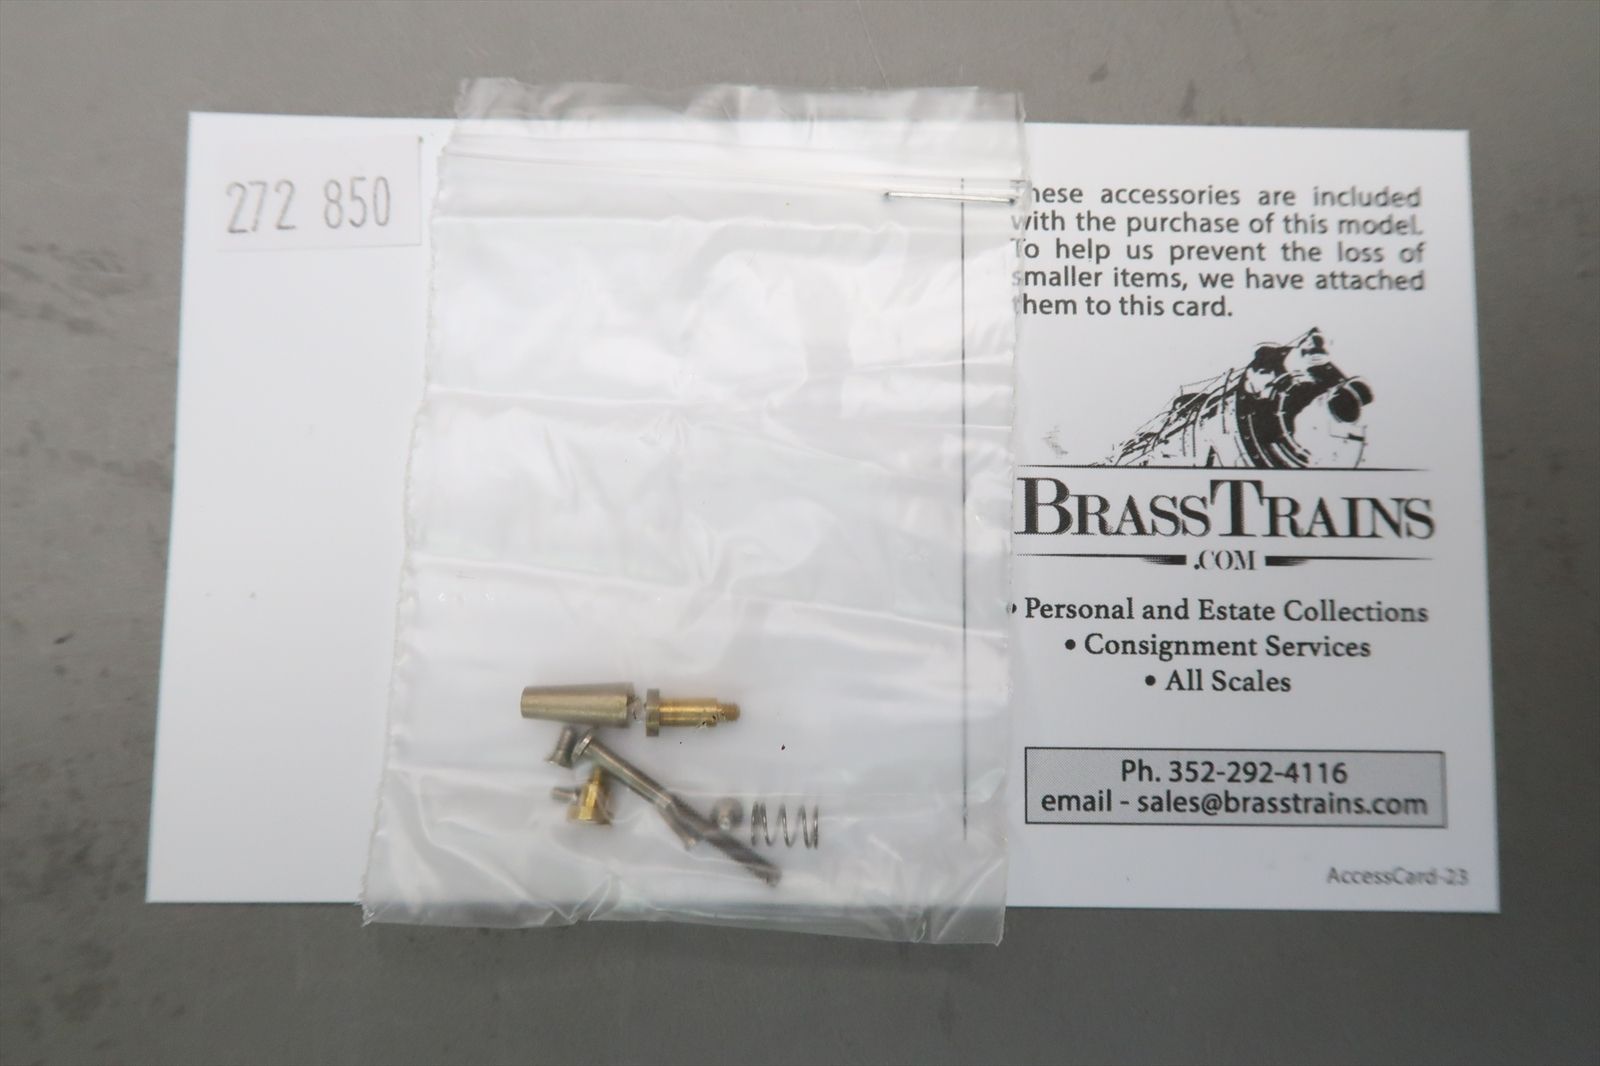 272 850
These accessories are included
with the purchase of this model.
To help us prevent the loss of
smaller items, we have attached
them to this card.
BRASSTRAINS
.COM
• Personal and Estate Collections
• Consignment Services
• All Scales
Ph. 352-292-4116
email - sales@brasstrains.com
AccessCard-23